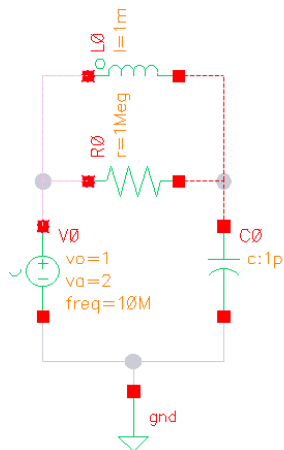 L0
l=1m
R0
r=1Meg
V0
vo=1
va=2
freq=10M
C0
c:1p
gnd